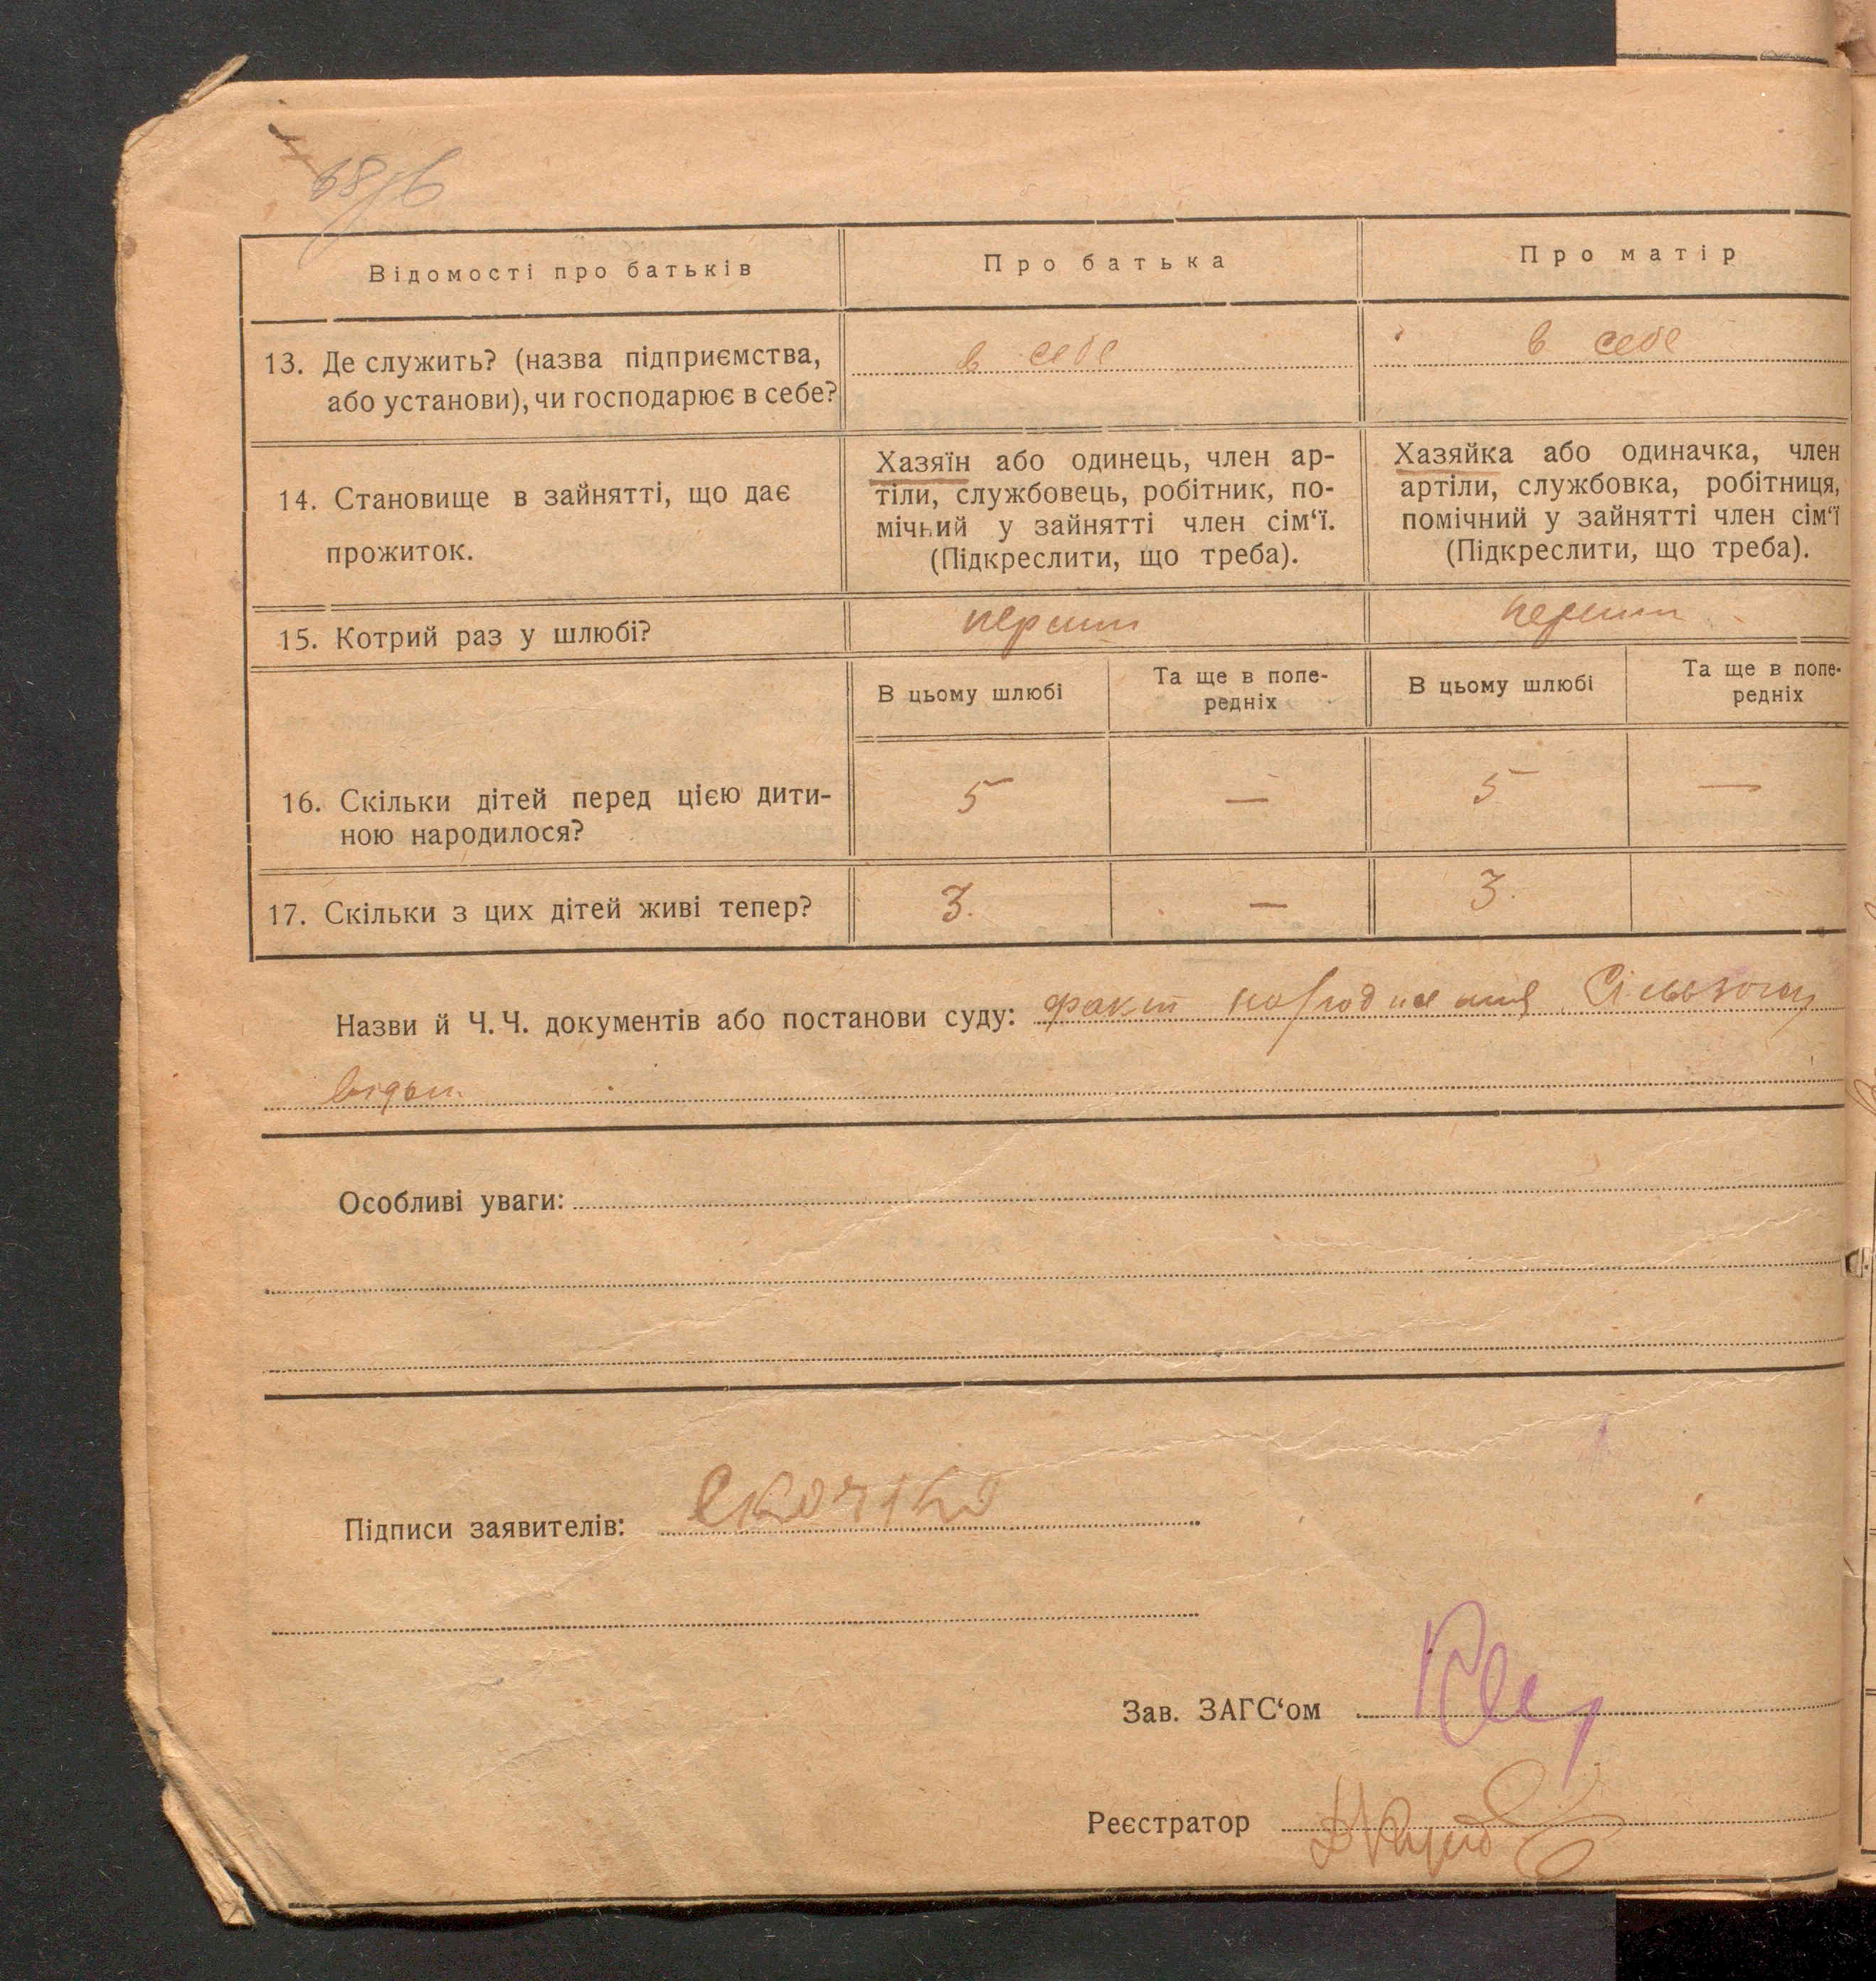 Відомості про батьків
Про батька
Про матір
13. Де служить? (назва підприємства,
або установи), чи господарює в себе?
в себе
в себе
14. Становище в зайнятті, що дає
прожиток.
Хазяїн або одинець, член ар-
тіли, службовець, робітник, по-
мічний у зайнятті член сім‘ї.
(Підкреслити, що треба).
Хазяйка або одиначка, член
артіли, службовка, робітниця,
помічний у зайнятті член сім‘ї
(Підкреслити, що треба).
15. Котрий раз у шлюбі?
перший
перший
В цьому шлюбі
Та ще в попе-
редніх
В цьому шлюбі
Та ще в попе-
редніх
16. Скільки дітей перед цією дити-
ною народилося?
5
—
5
—
17. Скільки з цих дітей живі тепер?
3.
—
3.
Назви й Ч. Ч. документів або постанови суду: факт народження
Особливі уваги:
Підписи заявителів:
Зав. ЗАГС‘ом
Реєстратор